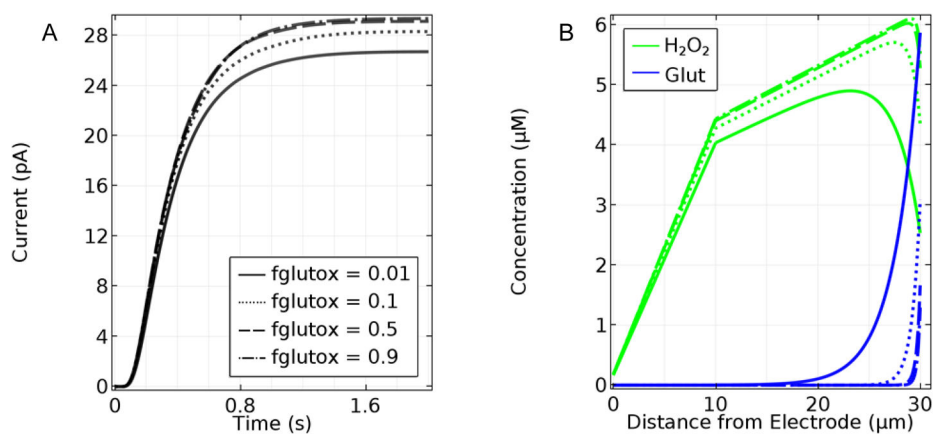 A
28
24
20
16
12
8
4
0
0
0.8
1.6
Current (pA)
Time (s)
fglutox = 0.01
fglutox = 0.1
fglutox = 0.5
fglutox = 0.9
B
6
5
4
3
2
1
0
0
10
20
30
Concentration (μM)
Distance from Electrode (μm)
H₂O₂
Glut